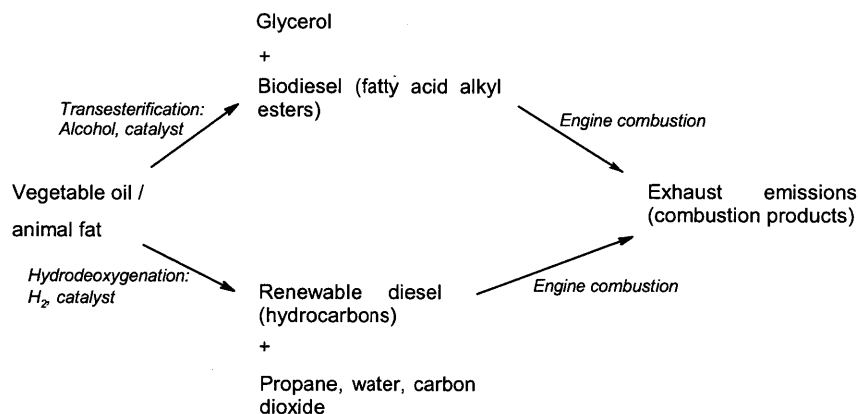 Glycerol
+
Biodiesel (fatty acid alkyl
esters)
Transesterification:
Alcohol, catalyst
Engine combustion
Vegetable oil /
animal fat
Exhaust emissions
(combustion products)
Hydrodeoxygenation:
H2, catalyst
Renewable diesel
(hydrocarbons)
Engine combustion
+
Propane, water, carbon
dioxide